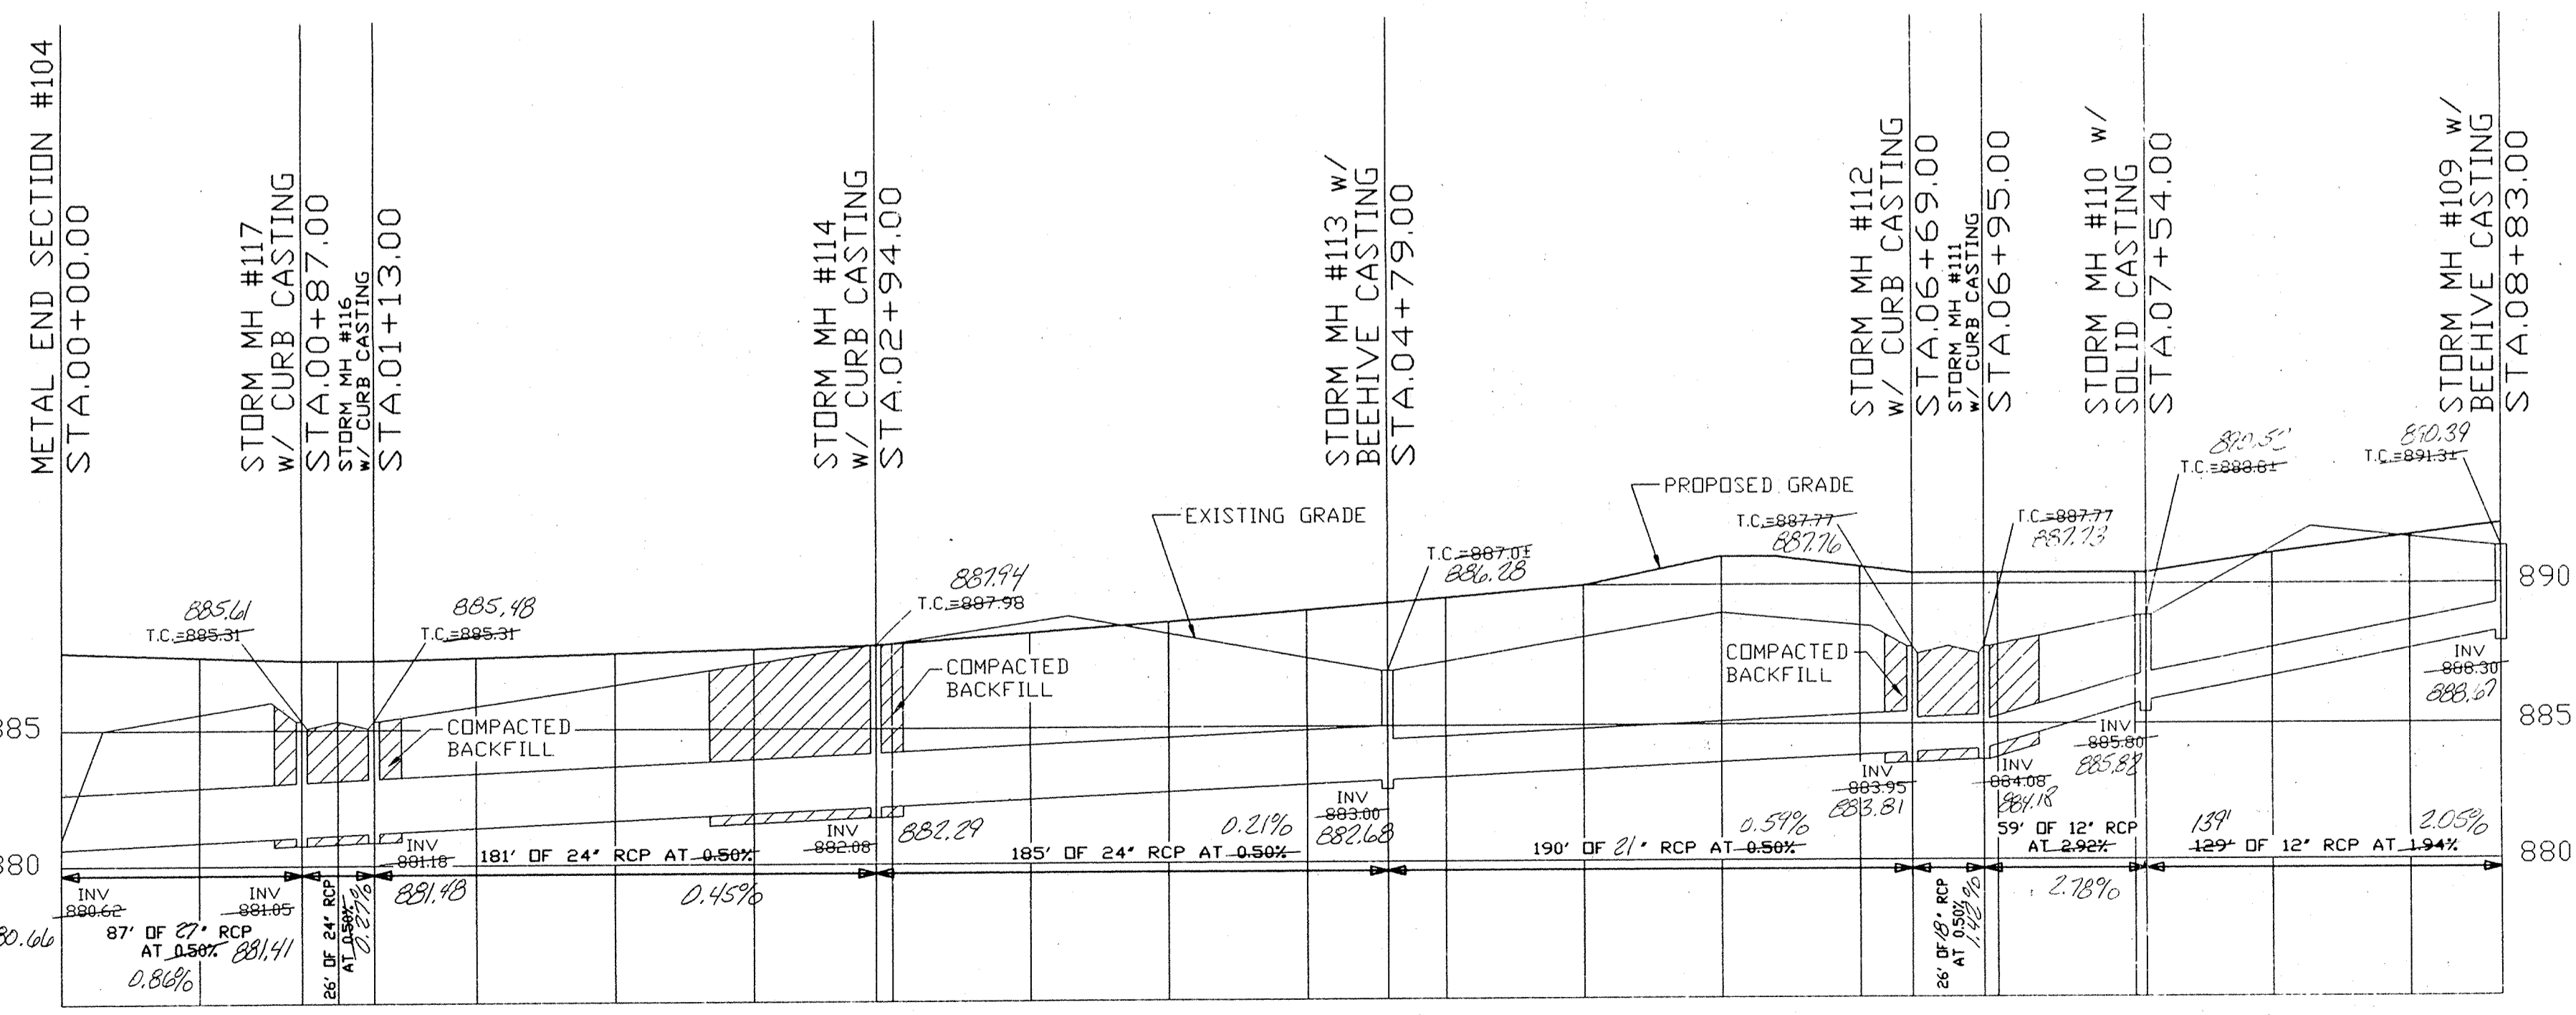 METAL END SECTION #104
STA.00+00.00
STORM MH #117
w/ CURB CASTING
STA.00+87.00
STORM MH #116
w/ CURB CASTING
STA.01+13.00
STORM MH #114
w/ CURB CASTING
STA.02+94.00
STORM MH #113 w/
BEEHIVE CASTING
STA.04+79.00
STORM MH #112
w/ CURB CASTING
STA.06+69.00
STORM MH #111
w/ CURB CASTING
STA.06+95.00
STORM MH #110 w/
SOLID CASTING
STA.07+54.00
STORM MH #109 w/
BEEHIVE CASTING
STA.08+83.00
885.61
T.C.=885.31
885.48
T.C.=885.31
887.94
T.C.=887.98
EXISTING GRADE
T.C.=887.0±
886.28
PROPOSED GRADE
T.C.=887.77
887.76
T.C.=887.77
887.73
T.C.=888.8±
890.39
T.C.=891.3±
890
COMPACTED
BACKFILL
COMPACTED
BACKFILL
COMPACTED
BACKFILL
885
885
880
880
INV
880.62
80.66
INV
881.05
881.41
87' OF 27" RCP
AT 0.50%
0.86%
26' OF 24" RCP
AT 0.50%
0.27%
INV
881.18
881.48
181' OF 24" RCP AT 0.50%
0.45%
INV
882.08
882.29
185' OF 24" RCP AT 0.50%
0.21%
INV
883.00
882.68
190' OF 21" RCP AT 0.50%
0.59%
INV
883.95
883.81
26' OF 18" RCP
AT 0.50%
1.42%
INV
884.08
884.18
59' OF 12" RCP
AT 2.92%
2.78%
INV
885.80
885.82
139'
129' OF 12" RCP AT 1.94%
2.05%
INV
888.30
888.67